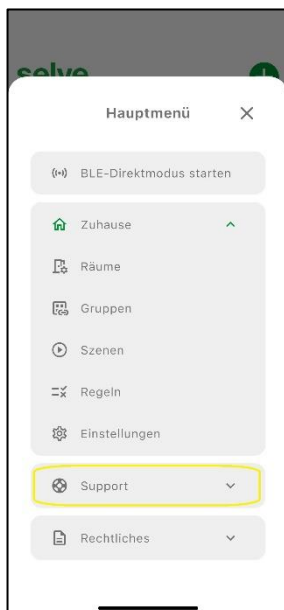 selve
Hauptmenü
BLE-Direktmodus starten
Zuhause
Räume
Gruppen
Szenen
Regeln
Einstellungen
Support
Rechtliches